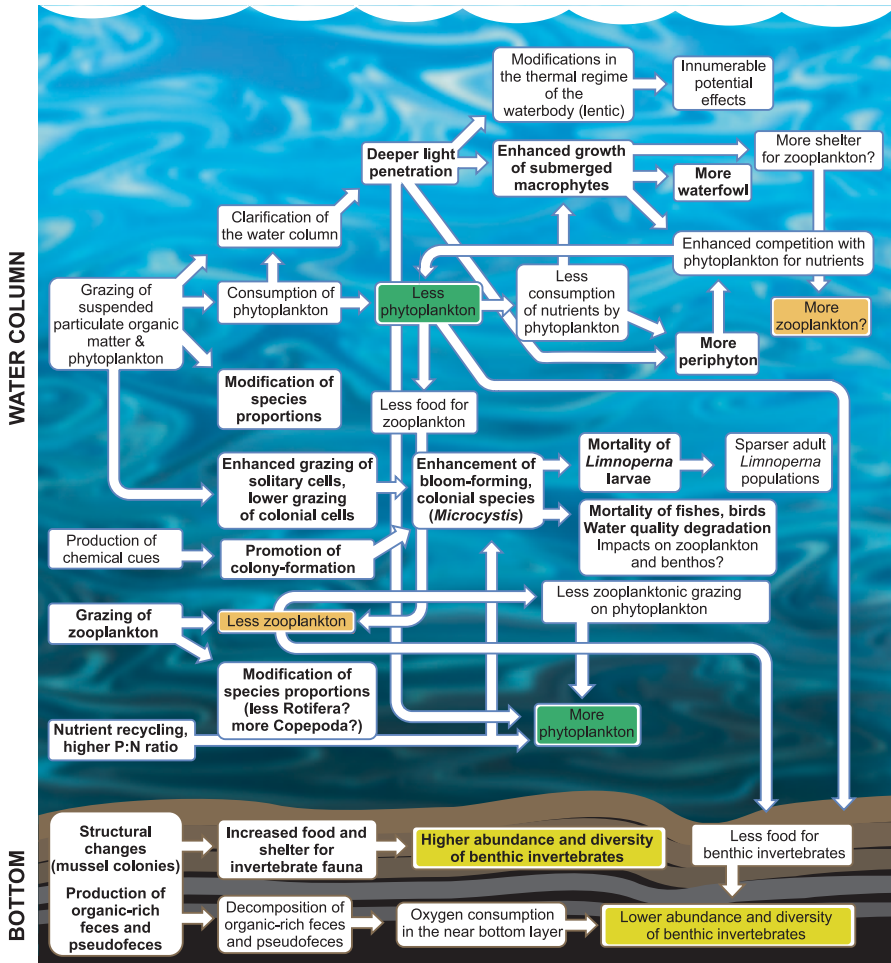 WATER COLUMN
BOTTOM
Modifications in
the thermal regime
of the
waterbody (lentic)
Innumerable
potential
effects
Deeper light
penetration
Enhanced growth
of submerged
macrophytes
More shelter
for zooplankton?
More
waterfowl
Clarification of
the water column
Enhanced competition with
phytoplankton for nutrients
Grazing of
suspended
particulate organic
matter &
phytoplankton
Consumption of
phytoplankton
Less
phytoplankton
Less
consumption
of nutrients by
phytoplankton
More
zooplankton?
More
periphyton
Modification of
species
proportions
Less food for
zooplankton
Enhanced grazing of
solitary cells,
lower grazing
of colonial cells
Enhancement of
bloom-forming,
colonial species
(Microcystis)
Mortality of
Limnoperna
larvae
Sparser adult
Limnoperna
populations
Production of
chemical cues
Promotion of
colony-formation
Mortality of fishes, birds
Water quality degradation
Impacts on zooplankton
and benthos?
Grazing of
zooplankton
Less zooplankton
Less zooplanktonic grazing
on phytoplankton
Modification of
species proportions
(less Rotifera?
more Copepoda?)
Nutrient recycling,
higher P:N ratio
More
phytoplankton
Structural
changes
(mussel colonies)
Increased food and
shelter for
invertebrate fauna
Higher abundance and diversity
of benthic invertebrates
Less food for
benthic invertebrates
Production of
organic-rich
feces and
pseudofeces
Decomposition of
organic-rich feces
and pseudofeces
Oxygen consumption
in the near bottom
layer
Lower abundance and diversity
of benthic invertebrates